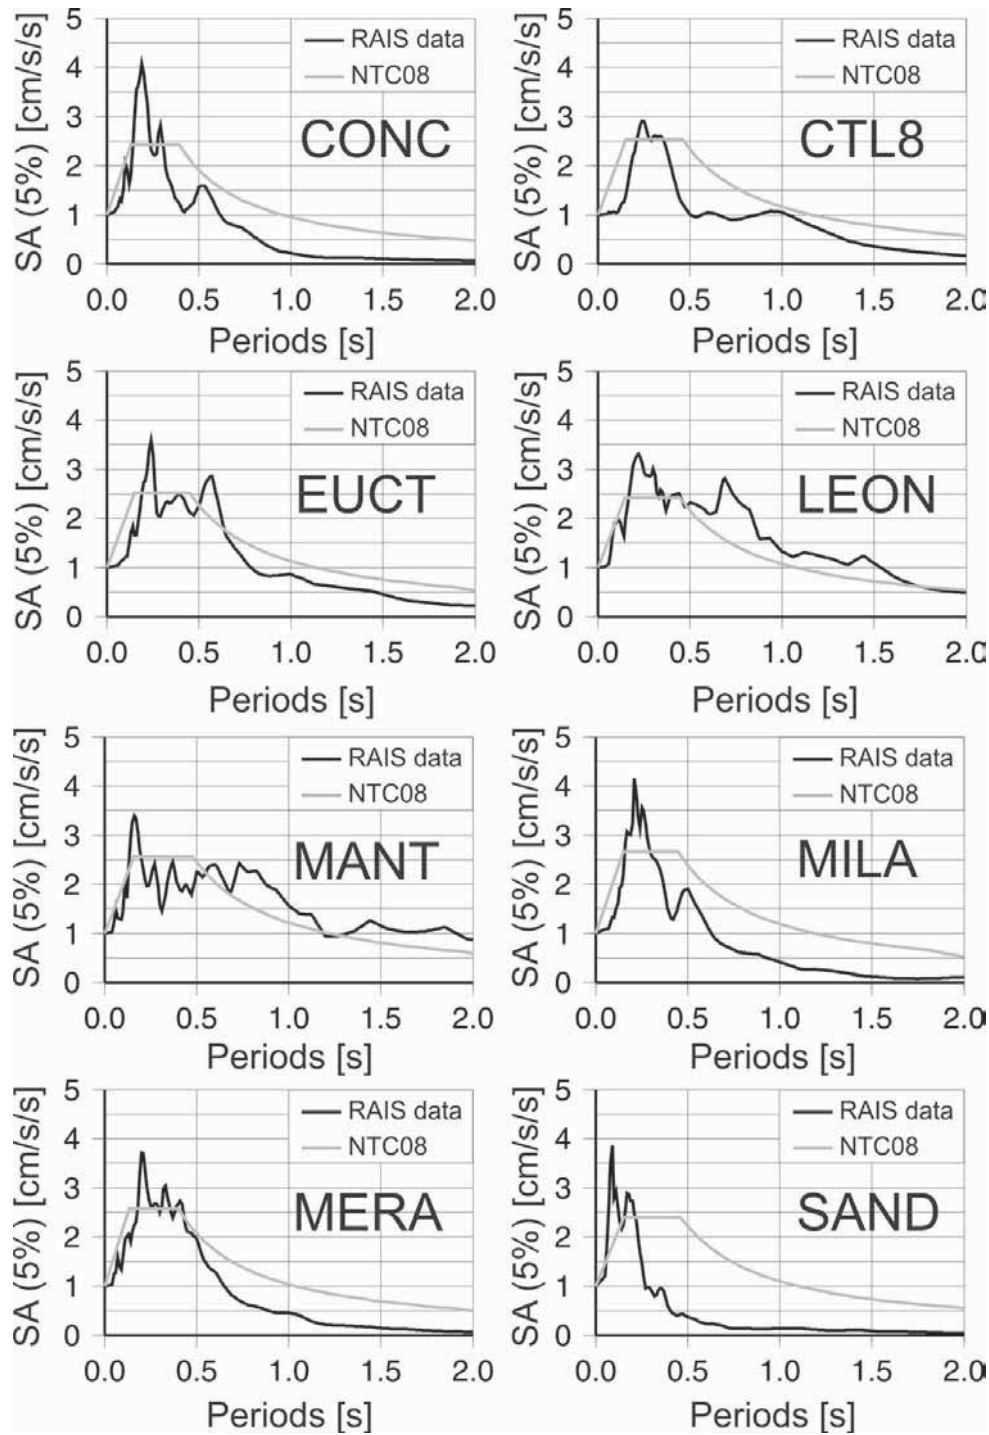 SA (5%) [cm/s/s]
5
4
3
2
1
0
RAIS data
NTC08
CONC
0.0 0.5 1.0 1.5 2.0
Periods [s]
SA (5%) [cm/s/s]
5
4
3
2
1
0
RAIS data
NTC08
CTL8
0.0 0.5 1.0 1.5 2.0
Periods [s]
SA (5%) [cm/s/s]
5
4
3
2
1
0
RAIS data
NTC08
EUCT
0.0 0.5 1.0 1.5 2.0
Periods [s]
SA (5%) [cm/s/s]
5
4
3
2
1
0
RAIS data
NTC08
LEON
0.0 0.5 1.0 1.5 2.0
Periods [s]
SA (5%) [cm/s/s]
5
4
3
2
1
0
RAIS data
NTC08
MANT
0.0 0.5 1.0 1.5 2.0
Periods [s]
SA (5%) [cm/s/s]
5
4
3
2
1
0
RAIS data
NTC08
MILA
0.0 0.5 1.0 1.5 2.0
Periods [s]
SA (5%) [cm/s/s]
5
4
3
2
1
0
RAIS data
NTC08
MERA
0.0 0.5 1.0 1.5 2.0
Periods [s]
SA (5%) [cm/s/s]
5
4
3
2
1
0
RAIS data
NTC08
SAND
0.0 0.5 1.0 1.5 2.0
Periods [s]